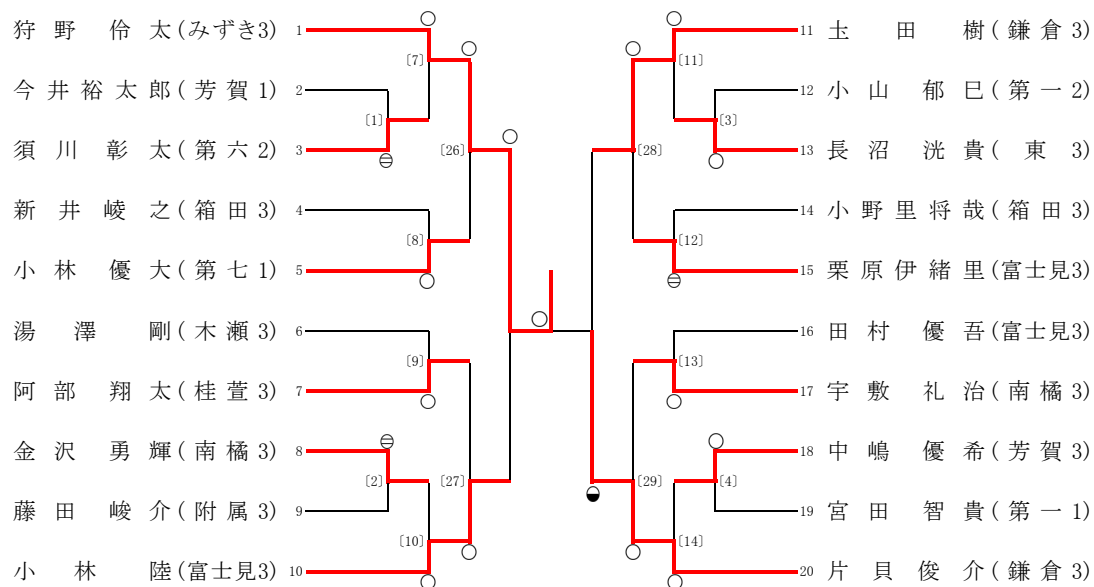 狩野伶太(みずき3) 1
今井裕太郎(芳賀1) 2
須川彰太(第六2) 3
新井崚之(箱田3) 4
小林優大(第七1) 5
湯澤剛(木瀬3) 6
阿部翔太(桂萱3) 7
金沢勇輝(南橘3) 8
藤田峻介(附属3) 9
小林陸(富士見3) 10
[7]
[1]
[26]
[8]
[9]
[2]
[27]
[10]
[11]
[3]
[28]
[12]
[13]
[4]
[29]
[14]
11 圡田樹(鎌倉3)
12 小山郁巳(第一2)
13 長沼洸貴(東3)
14 小野里将哉(箱田3)
15 栗原伊緒里(富士見3)
16 田村優吾(富士見3)
17 宇敷礼治(南橘3)
18 中嶋優希(芳賀3)
19 宮田智貴(第一1)
20 片貝俊介(鎌倉3)